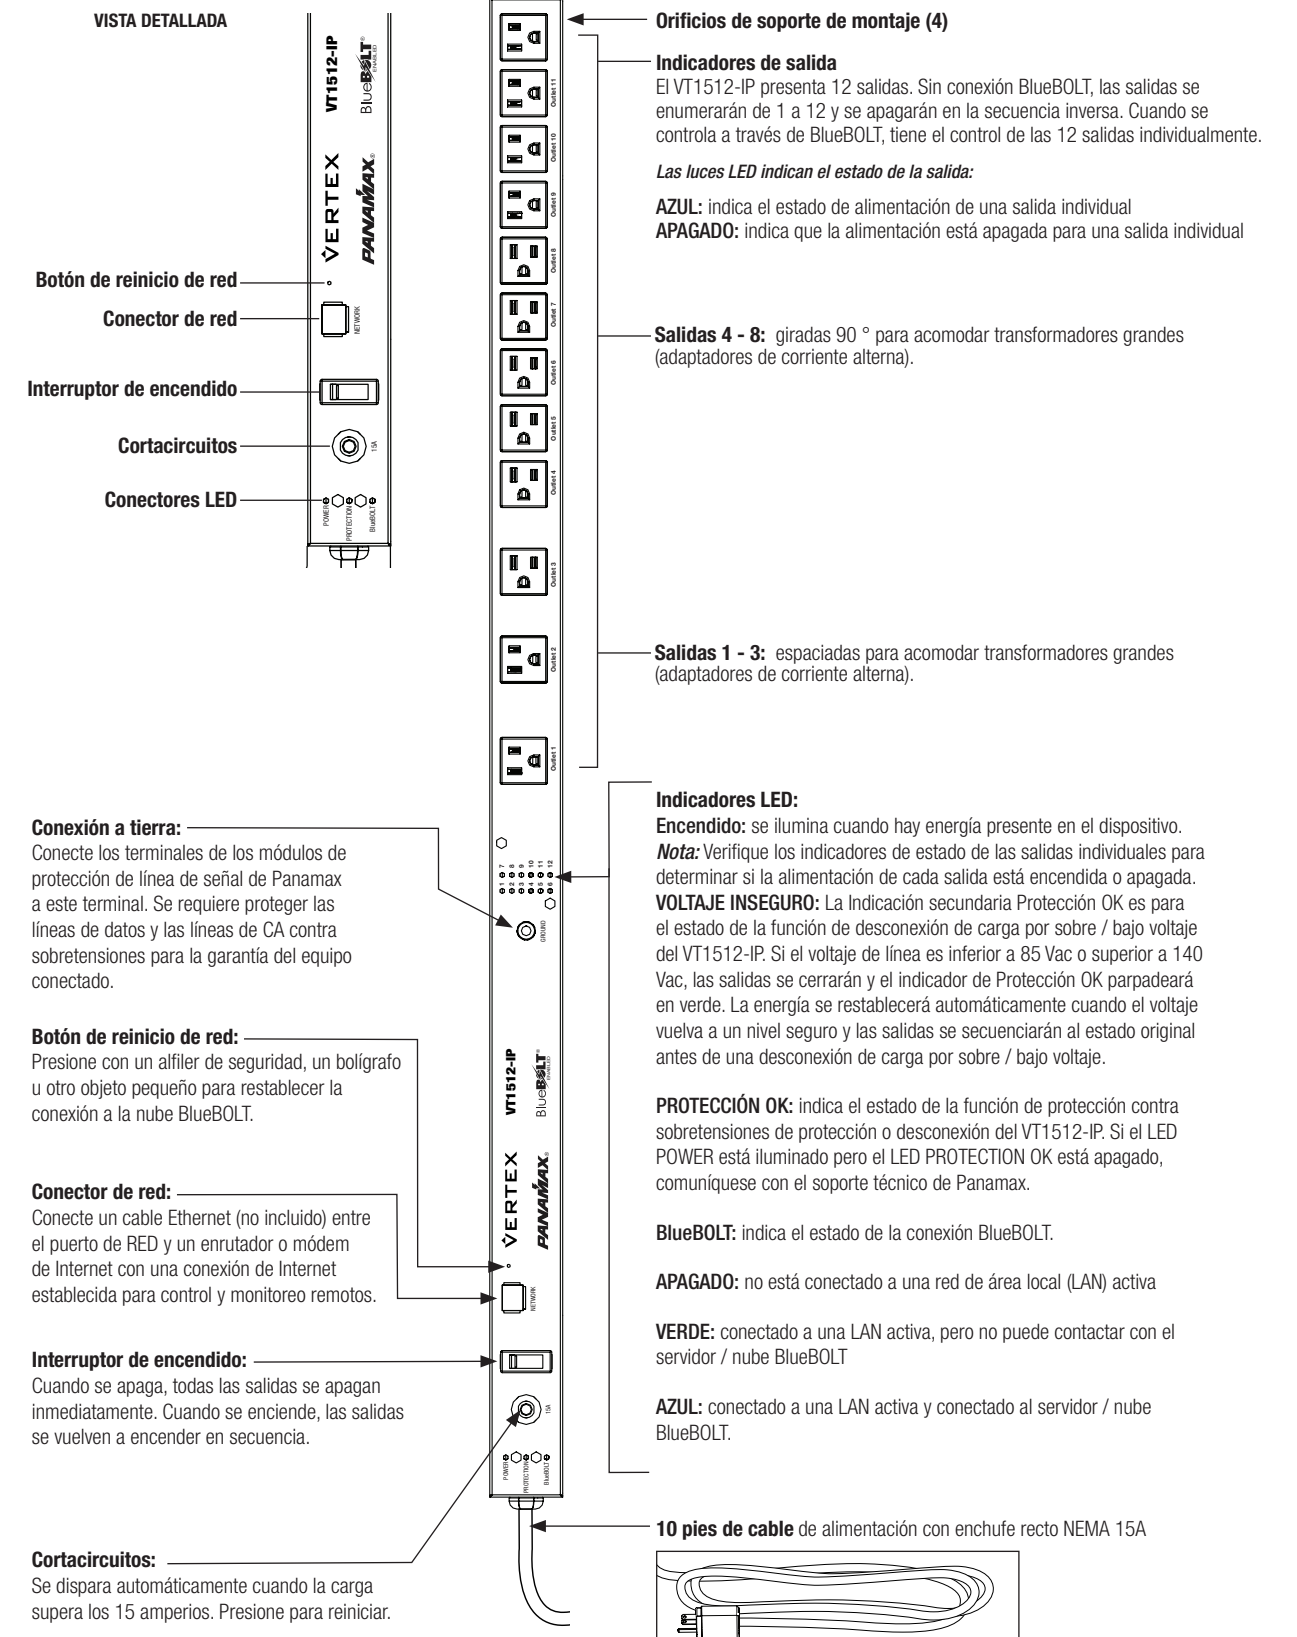 VISTA DETALLADA
VT1512-IP
BlueBOLT®
ENABLED
VERTEX
PANAMAX®
Botón de reinicio de red
Conector de red
NETWORK
Interruptor de encendido
Cortacircuitos
15A
Conectores LED
POWER
PROTECTION
BlueBOLT
Outlet 11
Outlet 10
Outlet 9
Outlet 8
Outlet 7
Outlet 6
Outlet 5
Outlet 4
Outlet 3
Outlet 2
Outlet 1
Orificios de soporte de montaje (4)
Indicadores de salida
El VT1512-IP presenta 12 salidas. Sin conexión BlueBOLT, las salidas se
enumerarán de 1 a 12 y se apagarán en la secuencia inversa. Cuando se
controla a través de BlueBOLT, tiene el control de las 12 salidas individualmente.
Las luces LED indican el estado de la salida:
AZUL: indica el estado de alimentación de una salida individual
APAGADO: indica que la alimentación está apagada para una salida individual
Salidas 4 - 8: giradas 90 ° para acomodar transformadores grandes
(adaptadores de corriente alterna).
Salidas 1 - 3: espaciadas para acomodar transformadores grandes
(adaptadores de corriente alterna).
Conexión a tierra:
Conecte los terminales de los módulos de
protección de línea de señal de Panamax
a este terminal. Se requiere proteger las
líneas de datos y las líneas de CA contra
sobretensiones para la garantía del equipo
conectado.
Botón de reinicio de red:
Presione con un alfiler de seguridad, un bolígrafo
u otro objeto pequeño para restablecer la
conexión a la nube BlueBOLT.
Conector de red:
Conecte un cable Ethernet (no incluido) entre
el puerto de RED y un enrutador o módem
de Internet con una conexión de Internet
establecida para control y monitoreo remotos.
Interruptor de encendido:
Cuando se apaga, todas las salidas se apagan
inmediatamente. Cuando se enciende, las salidas
se vuelven a encender en secuencia.
Cortacircuitos:
Se dispara automáticamente cuando la carga
supera los 15 amperios. Presione para reiniciar.
7 8 9 10 11 12
1 2 3 4 5 6
GROUND
VT1512-IP
BlueBOLT®
ENABLED
VERTEX
PANAMAX®
NETWORK
15A
POWER
PROTECTION
BlueBOLT
Indicadores LED:
Encendido: se ilumina cuando hay energía presente en el dispositivo.
Nota: Verifique los indicadores de estado de las salidas individuales para
determinar si la alimentación de cada salida está encendida o apagada.
VOLTAJE INSEGURO: La Indicación secundaria Protección OK es para
el estado de la función de desconexión de carga por sobre / bajo voltaje
del VT1512-IP. Si el voltaje de línea es inferior a 85 Vac o superior a 140
Vac, las salidas se cerrarán y el indicador de Protección OK parpadeará
en verde. La energía se restablecerá automáticamente cuando el voltaje
vuelva a un nivel seguro y las salidas se secuenciarán al estado original
antes de una desconexión de carga por sobre / bajo voltaje.
PROTECCIÓN OK: indica el estado de la función de protección contra
sobretensiones de protección o desconexión del VT1512-IP. Si el LED
POWER está iluminado pero el LED PROTECTION OK está apagado,
comuníquese con el soporte técnico de Panamax.
BlueBOLT: indica el estado de la conexión BlueBOLT.
APAGADO: no está conectado a una red de área local (LAN) activa
VERDE: conectado a una LAN activa, pero no puede contactar con el
servidor / nube BlueBOLT
AZUL: conectado a una LAN activa y conectado al servidor / nube
BlueBOLT.
10 pies de cable de alimentación con enchufe recto NEMA 15A